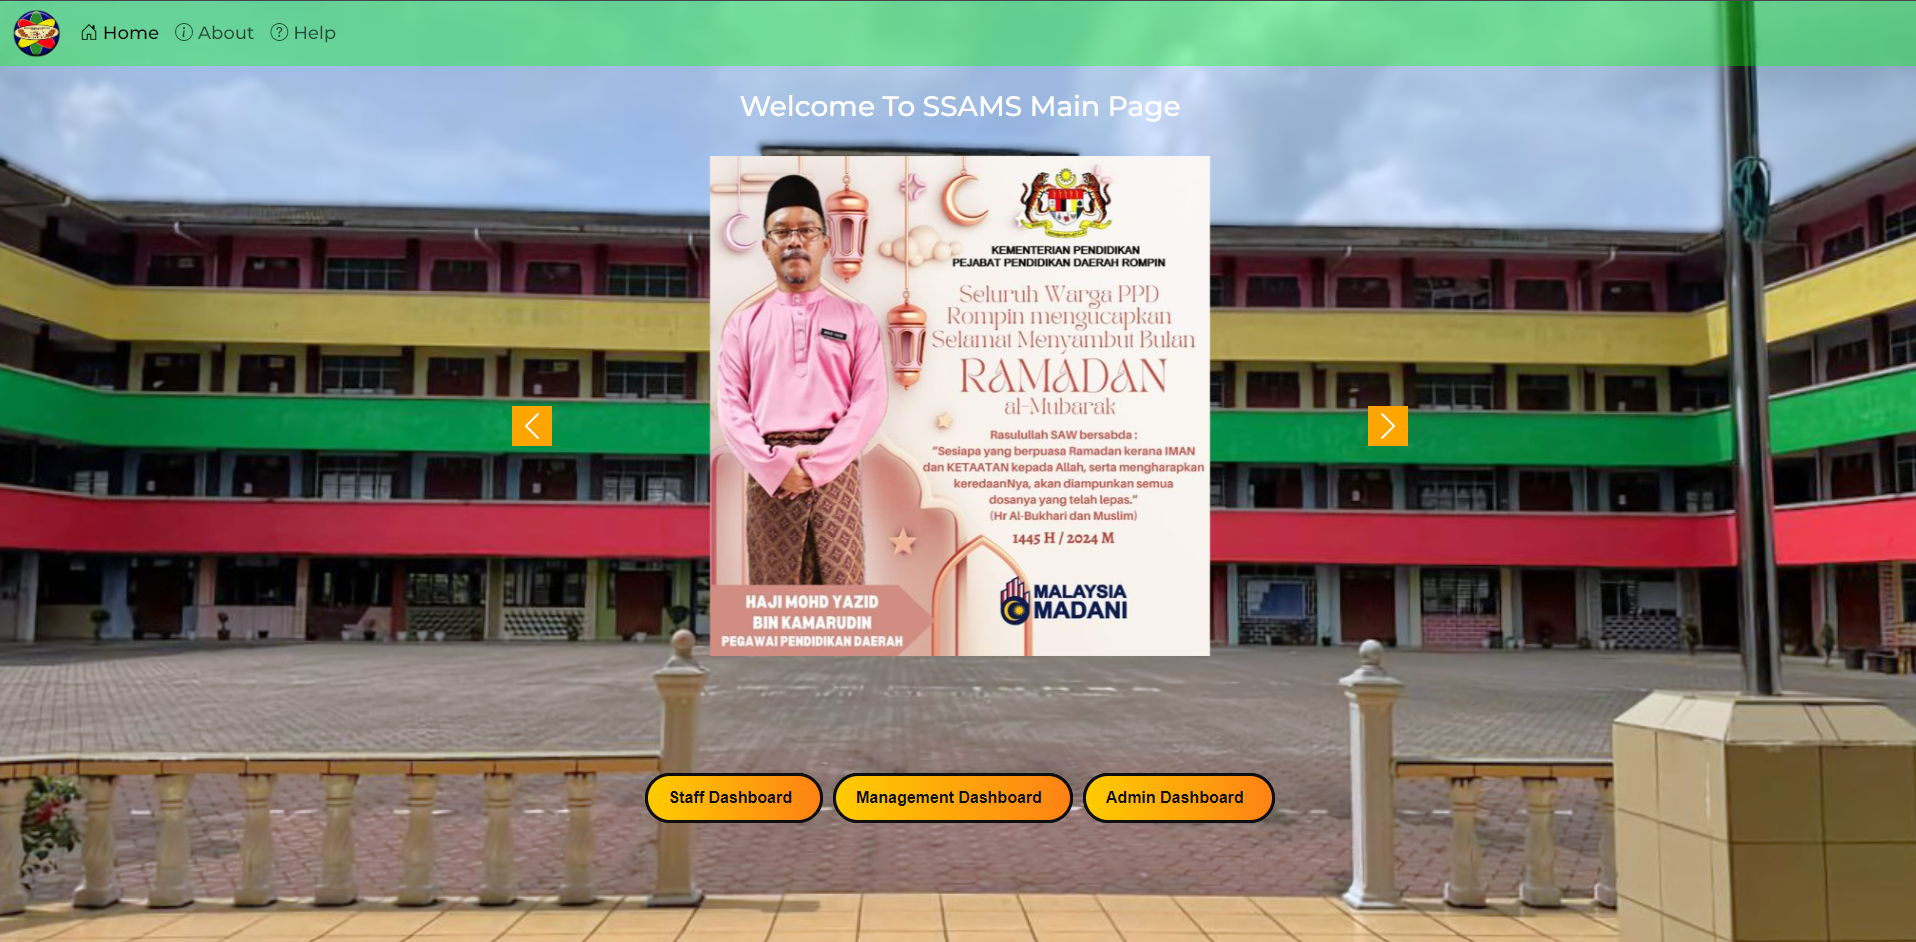 Home
About
Help
Welcome To SSAMS Main Page
KEMENTERIAN PENDIDIKAN
PEJABAT PENDIDIKAN DAERAH ROMPIN
Seluruh Warga PPD
Rompin mengucapkan
Selamat Menyambut Bulan
RAMADAN
al-Mubarak
Rasulullah SAW bersabda :
"Sesiapa yang berpuasa Ramadan kerana IMAN
dan KETAATAN kepada Allah, serta mengharapkan
keredaanNya, akan diampunkan semua
dosanya yang telah lepas."
(Hr Al-Bukhari dan Muslim)
1445 H / 2024 M
MALAYSIA
MADANI
HAJI MOHD YAZID
BIN KAMARUDIN
PEGAWAI PENDIDIKAN DAERAH
Staff Dashboard
Management Dashboard
Admin Dashboard